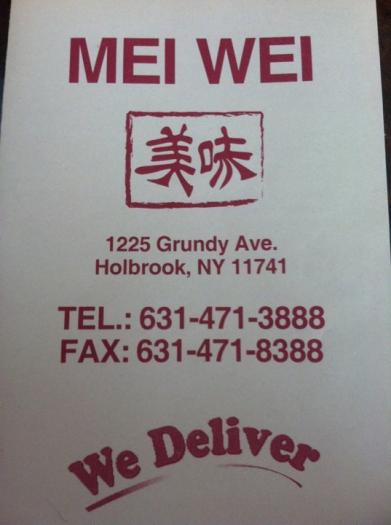 MEI WEI
美味
1225 Grundy Ave.
Holbrook, NY 11741
TEL.: 631-471-3888
FAX: 631-471-8388
We Deliver